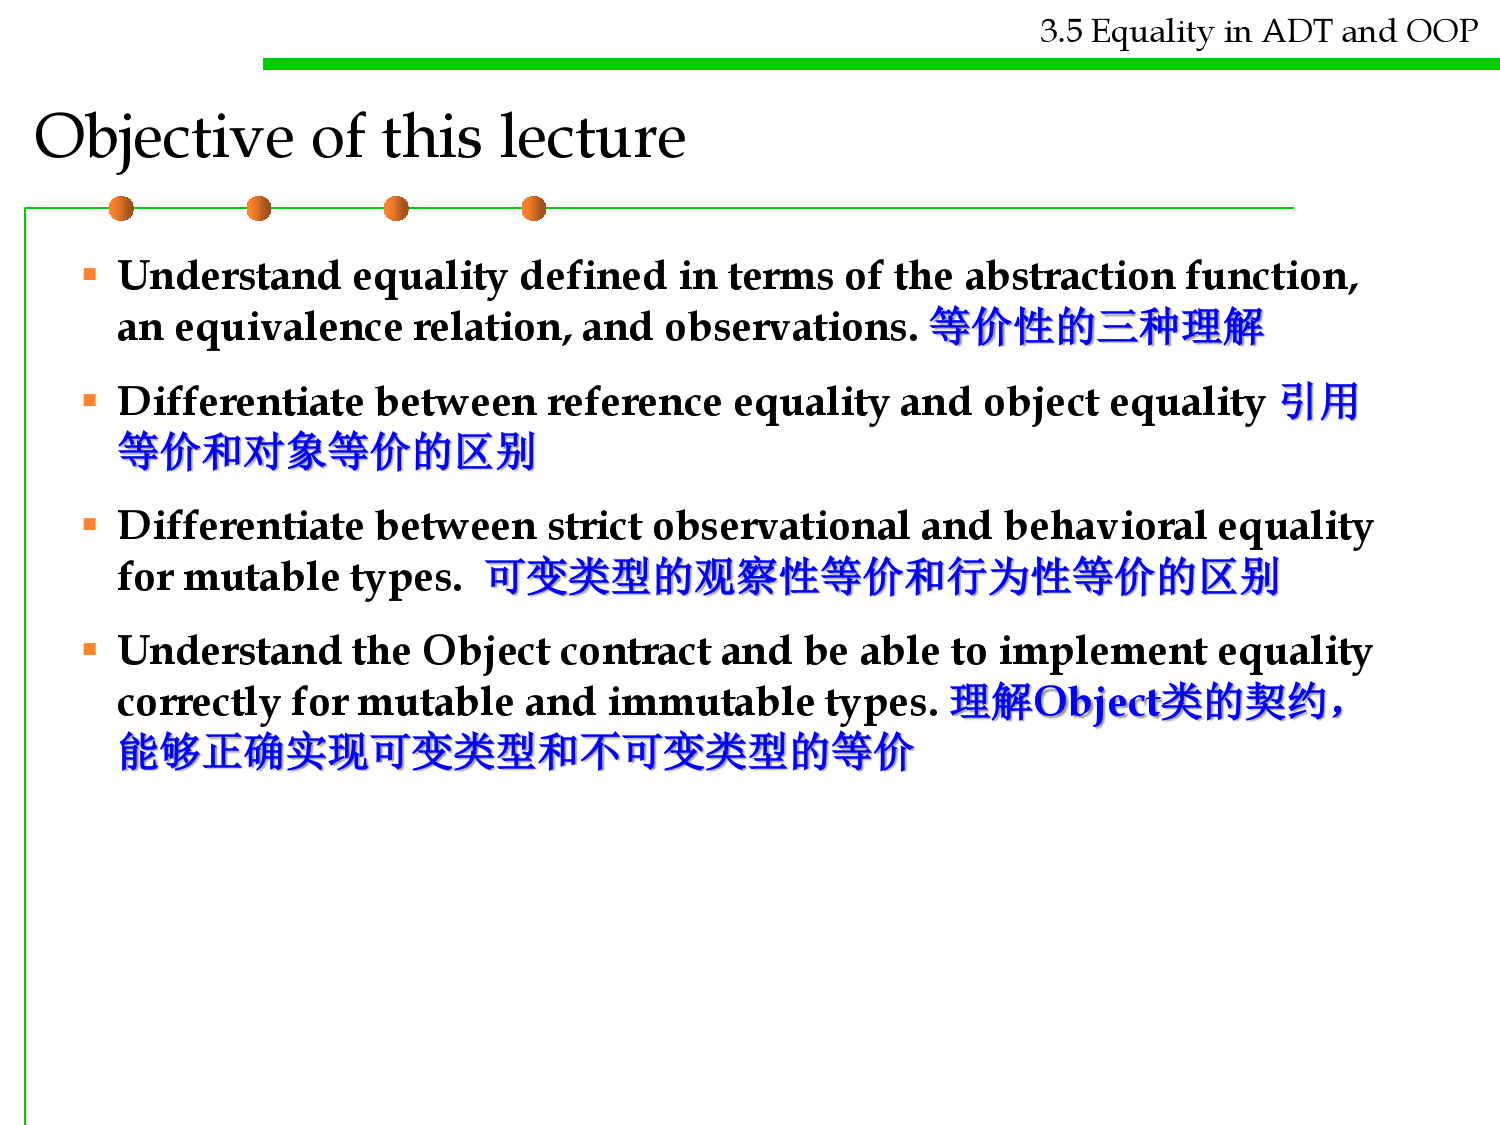 3.5 Equality in ADT and OOP
Objective of this lecture
▪ Understand equality defined in terms of the abstraction function,
an equivalence relation, and observations. 等价性的三种理解
▪ Differentiate between reference equality and object equality 引用
等价和对象等价的区别
▪ Differentiate between strict observational and behavioral equality
for mutable types. 可变类型的观察性等价和行为性等价的区别
▪ Understand the Object contract and be able to implement equality
correctly for mutable and immutable types. 理解Object类的契约，
能够正确实现可变类型和不可变类型的等价